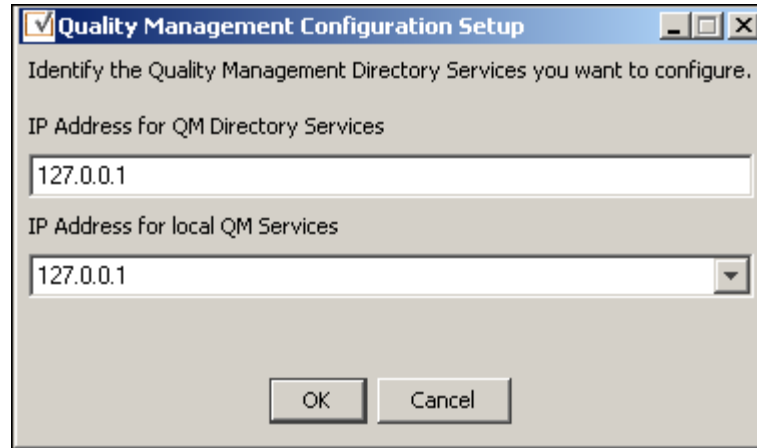 Quality Management Configuration Setup
Identify the Quality Management Directory Services you want to configure.
IP Address for QM Directory Services
127.0.0.1
IP Address for local QM Services
127.0.0.1
OK Cancel